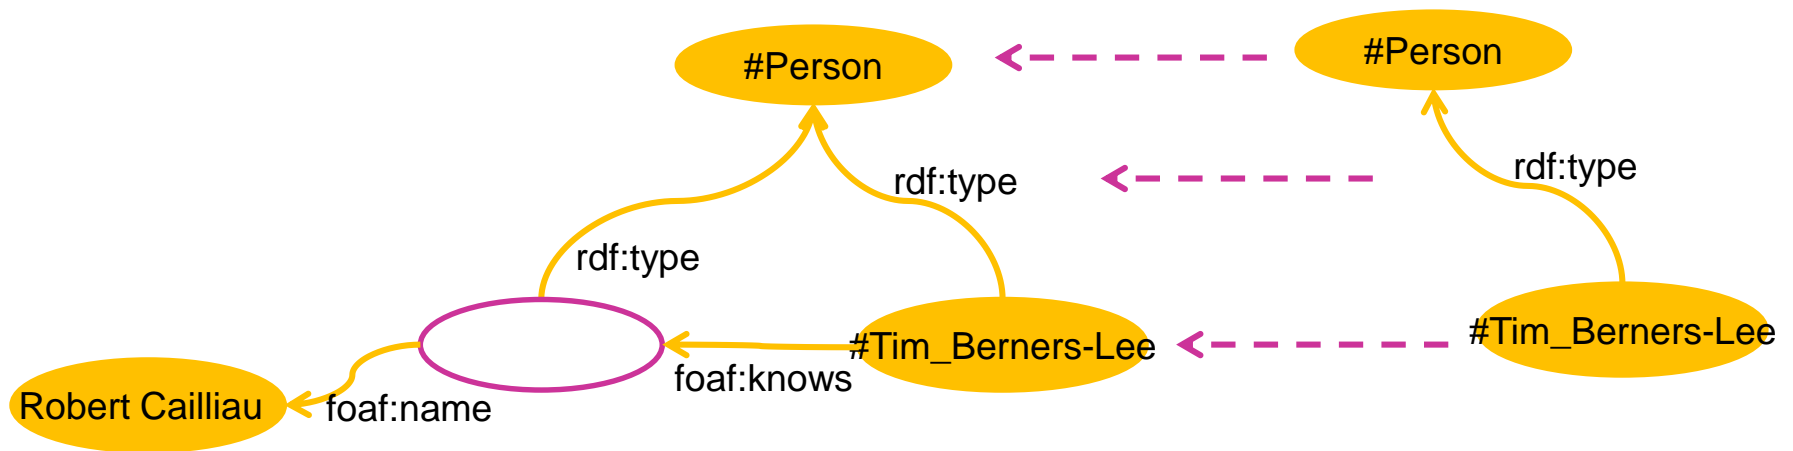 #Person
#Person
rdf:type
rdf:type
rdf:type
#Tim_Berners-Lee
#Tim_Berners-Lee
foaf:knows
Robert Cailliau
foaf:name